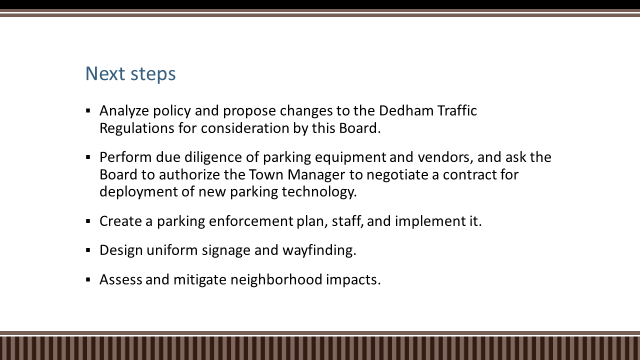 Next steps
▪ Analyze policy and propose changes to the Dedham Traffic
Regulations for consideration by this Board.
▪ Perform due diligence of parking equipment and vendors, and ask the
Board to authorize the Town Manager to negotiate a contract for
deployment of new parking technology.
▪ Create a parking enforcement plan, staff, and implement it.
▪ Design uniform signage and wayfinding.
▪ Assess and mitigate neighborhood impacts.